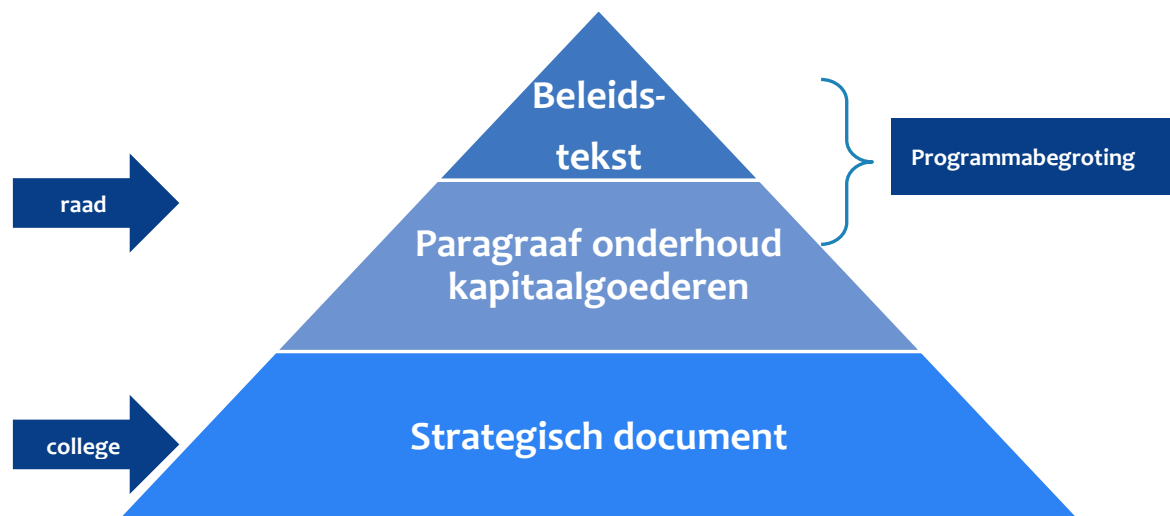 Beleids-
tekst
Programmabegroting
raad
Paragraaf onderhoud
kapitaalgoederen
college
Strategisch document